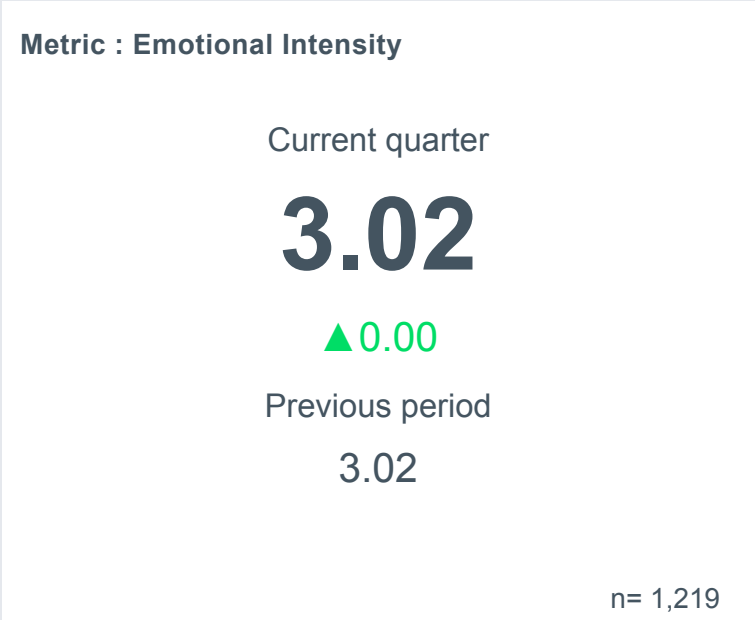 Metric : Emotional Intensity
Current quarter
3.02
▲0.00
Previous period
3.02
n= 1,219